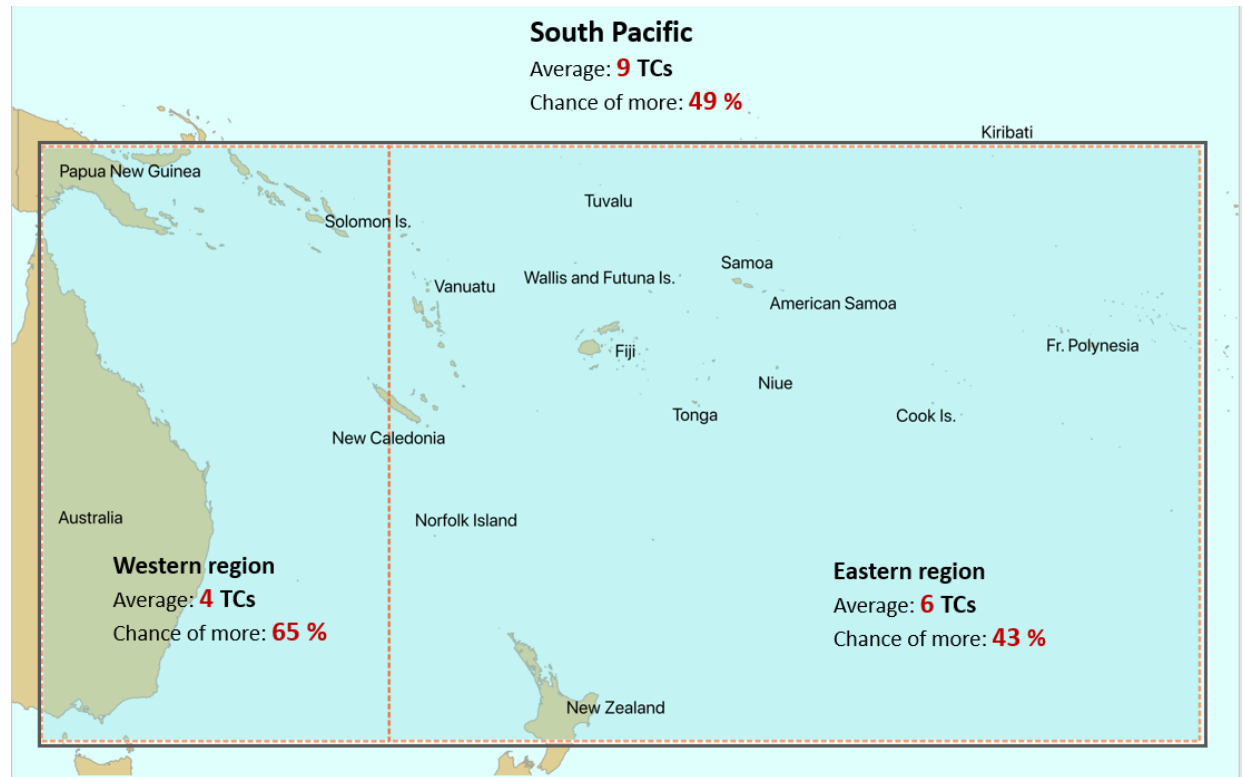 South Pacific
Average: 9 TCs
Chance of more: 49 %
Kiribati
Papua New Guinea
Tuvalu
Solomon Is.
Samoa
Wallis and Futuna Is.
Vanuatu
American Samoa
Fr. Polynesia
Fiji
Niue
Tonga
Cook Is.
New Caledonia
Australia
Norfolk Island
Western region
Average: 4 TCs
Chance of more: 65 %
Eastern region
Average: 6 TCs
Chance of more: 43 %
New Zealand